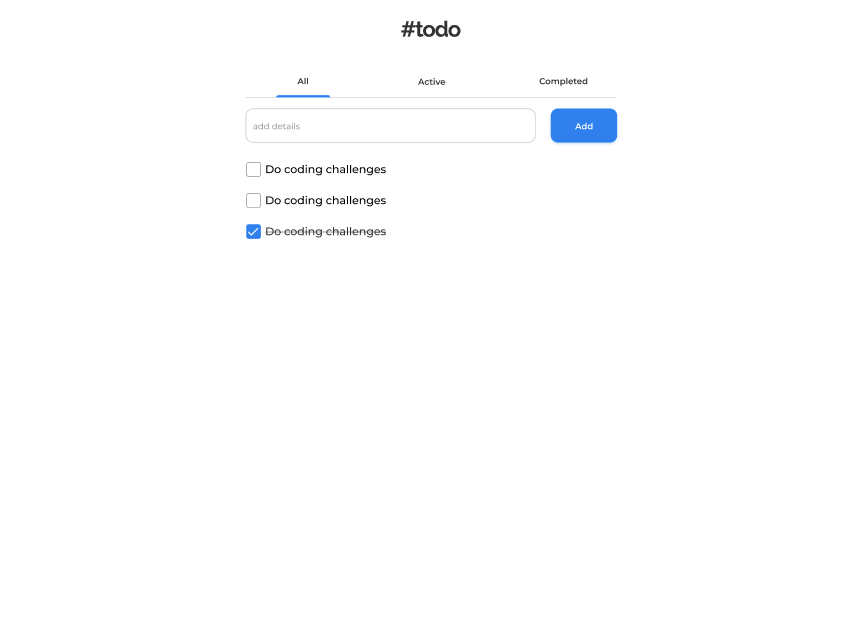 #todo
All Active Completed
add details Add
Do coding challenges
Do coding challenges
Do coding challenges